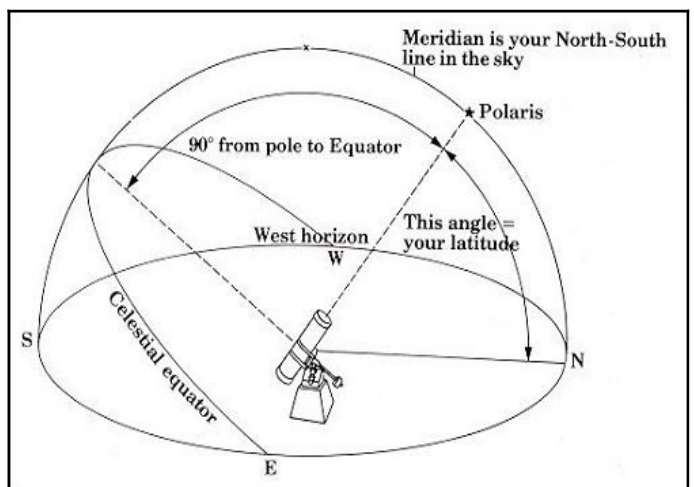 Meridian is your North-South
line in the sky
Polaris
90° from pole to Equator
This angle =
your latitude
West horizon
W
S
N
Celestial equator
E